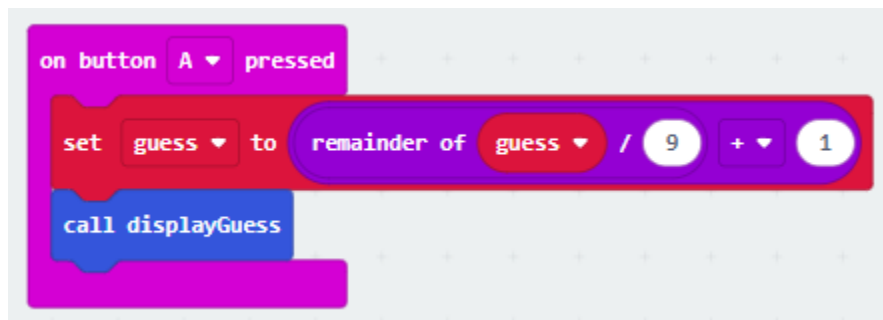 on button A pressed
set guess to remainder of guess / 9 + 1
call displayGuess